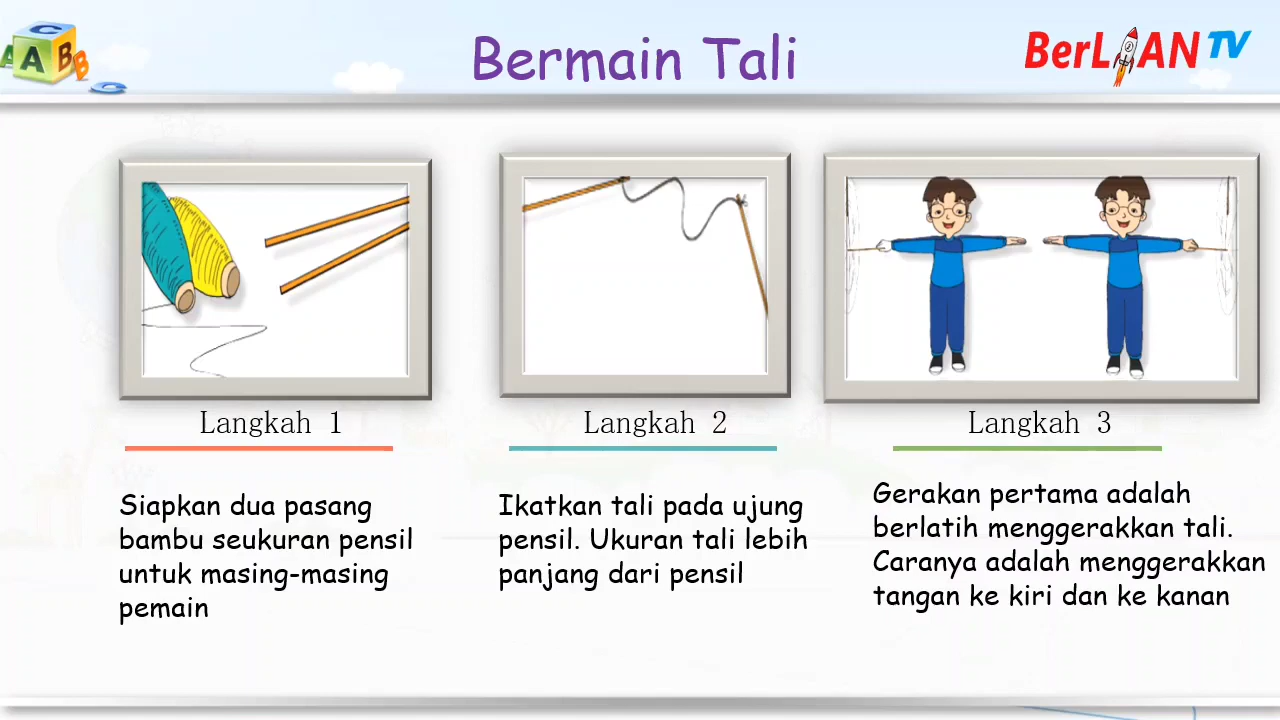 Bermain Tali
BerLIAN TV
Langkah 1
Siapkan dua pasang
bambu seukuran pensil
untuk masing-masing
pemain
Langkah 2
Ikatkan tali pada ujung
pensil. Ukuran tali lebih
panjang dari pensil
Langkah 3
Gerakan pertama adalah
berlatih menggerakkan tali.
Caranya adalah menggerakkan
tangan ke kiri dan ke kanan
A
B
C
A
B
C